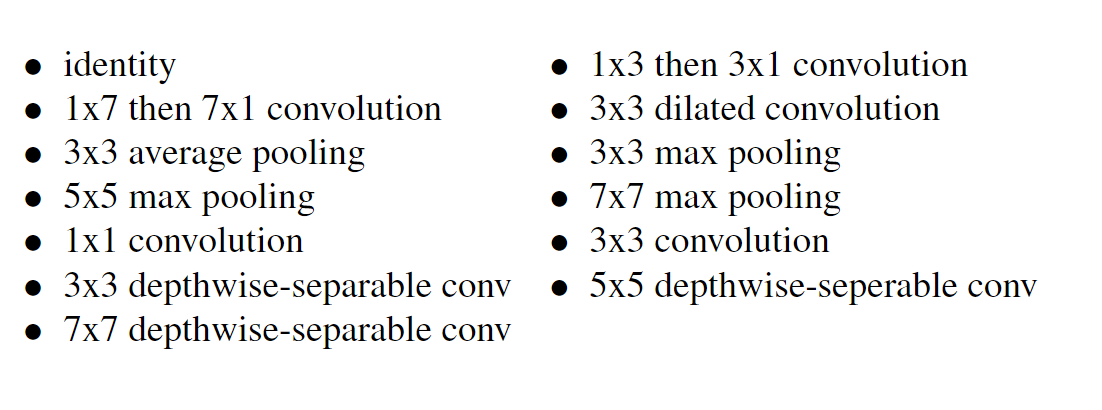 • identity
• 1x7 then 7x1 convolution
• 3x3 average pooling
• 5x5 max pooling
• 1x1 convolution
• 3x3 depthwise-separable conv
• 7x7 depthwise-separable conv
• 1x3 then 3x1 convolution
• 3x3 dilated convolution
• 3x3 max pooling
• 7x7 max pooling
• 3x3 convolution
• 5x5 depthwise-seperable conv